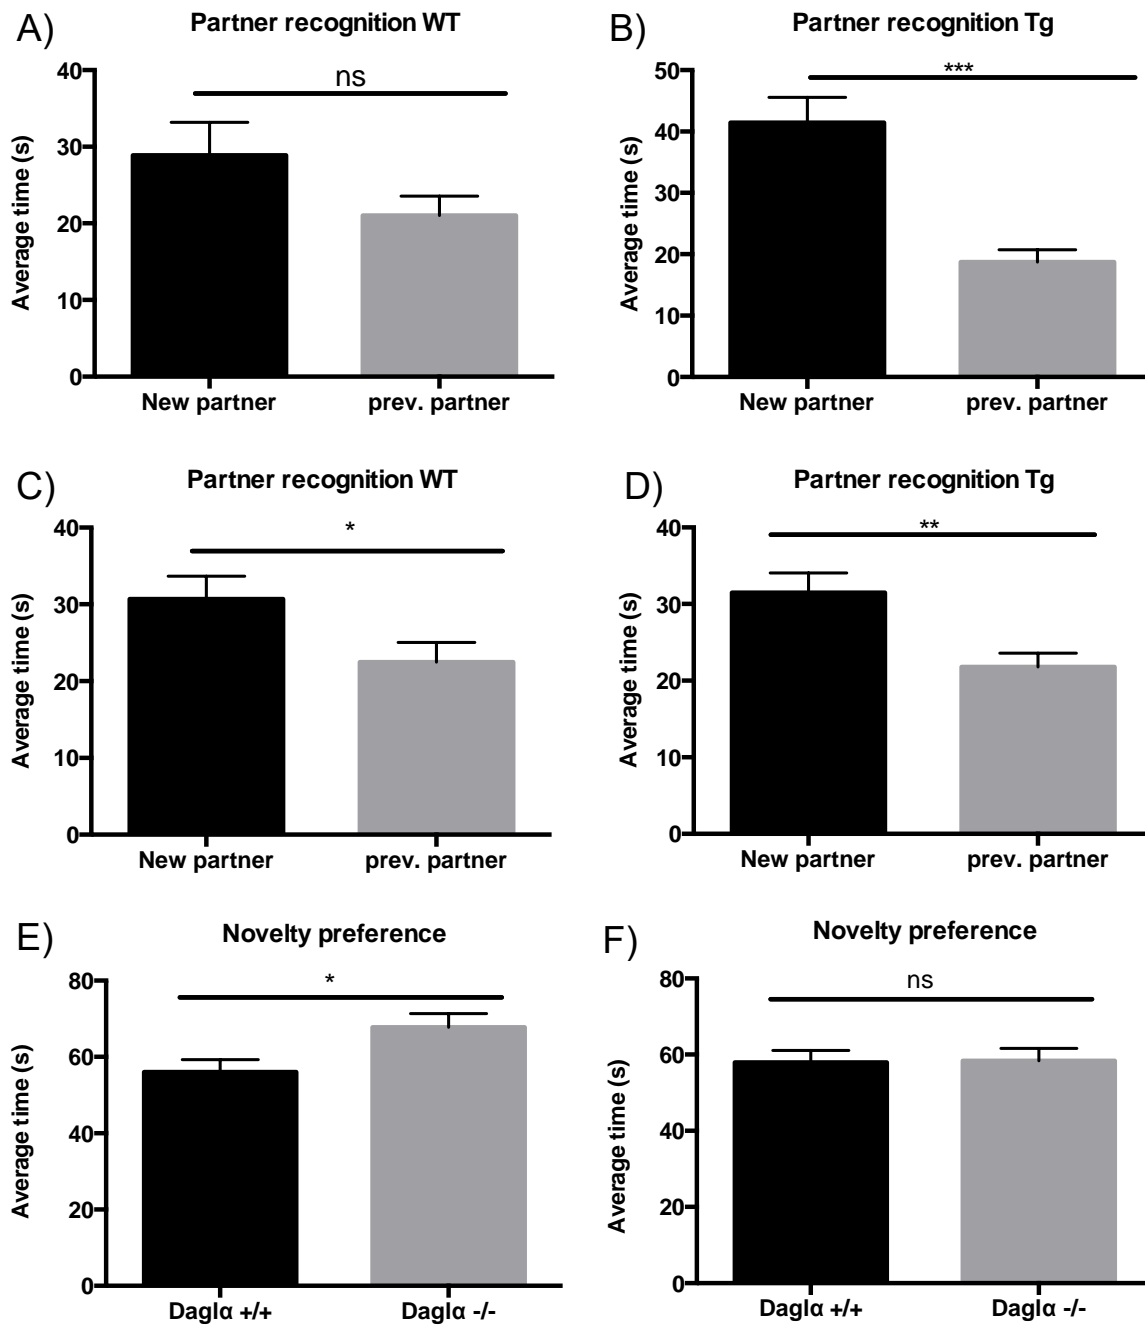 A)
Partner recognition WT
ns
40
30
20
10
0
Average time (s)
New partner
prev. partner
B)
Partner recognition Tg
***
50
40
30
20
10
0
Average time (s)
New partner
prev. partner
C)
Partner recognition WT
*
40
30
20
10
0
Average time (s)
New partner
prev. partner
D)
Partner recognition Tg
**
40
30
20
10
0
Average time (s)
New partner
prev. partner
E)
Novelty preference
*
80
60
40
20
0
Average time (s)
Daglα +/+
Daglα -/-
F)
Novelty preference
ns
80
60
40
20
0
Average time (s)
Daglα +/+
Daglα -/-